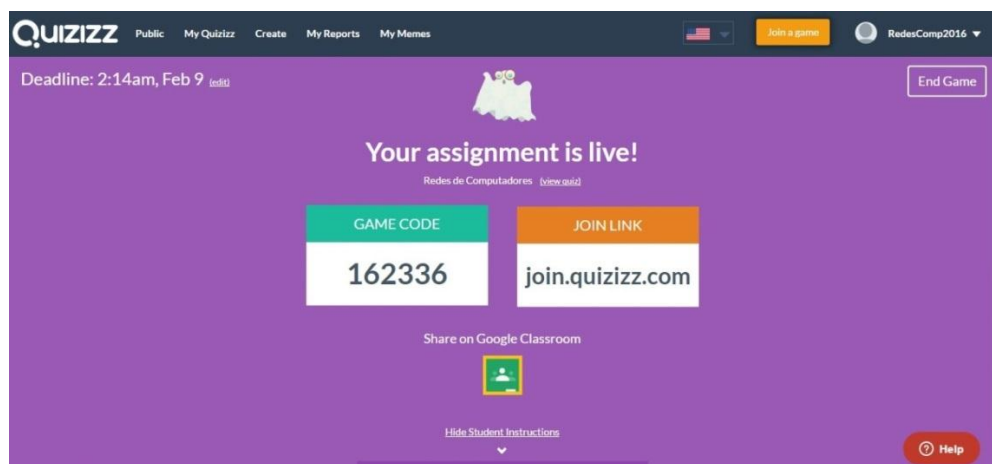 QUIZIZZ Public My Quizizz Create My Reports My Memes Join a game RedesComp2016
Deadline: 2:14am, Feb 9 (edit) End Game
Your assignment is live!
Redes de Computadores (view quiz)
GAME CODE JOIN LINK
162336 join.quizizz.com
Share on Google Classroom
Hide Student Instructions
Help